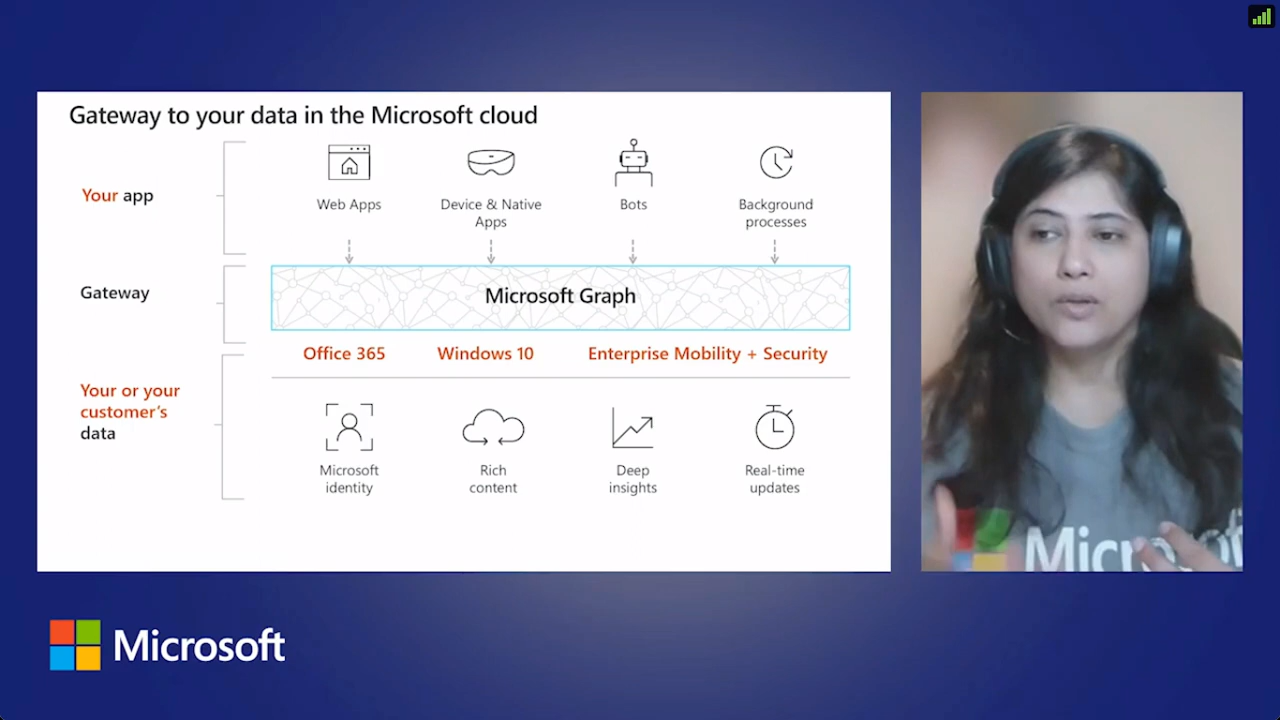 Gateway to your data in the Microsoft cloud
Your app
Web Apps
Device & Native
Apps
Bots
Background
processes
Gateway
Microsoft Graph
Office 365
Windows 10
Enterprise Mobility + Security
Your or your
customer's
data
Microsoft
identity
Rich
content
Deep
insights
Real-time
updates
Microsoft